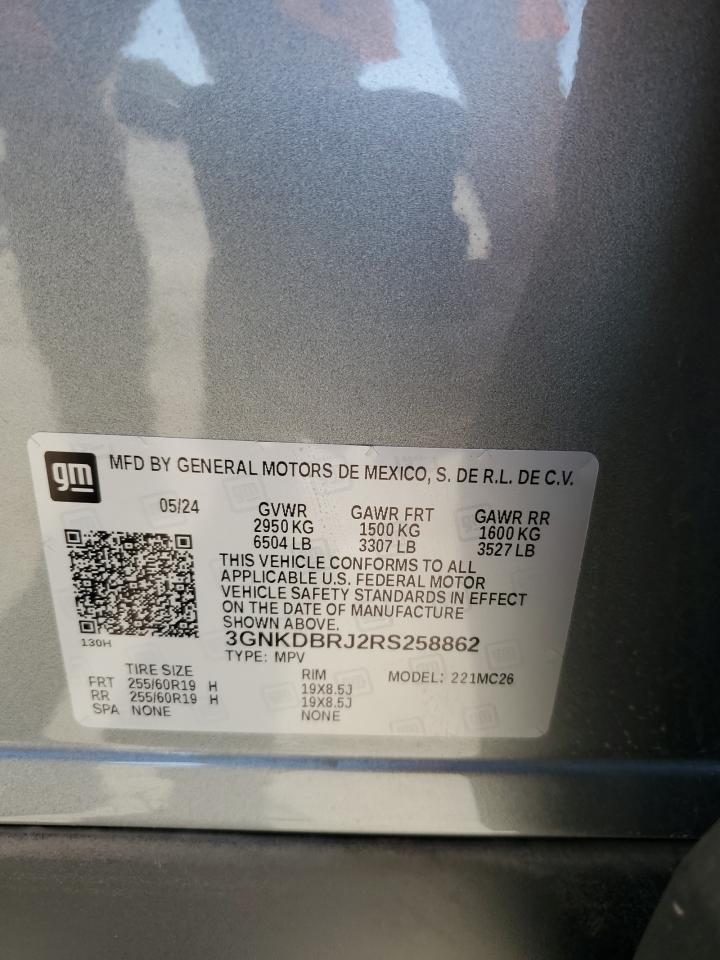 gm
MFD BY GENERAL MOTORS DE MEXICO, S. DE R.L. DE C.V.
05/24 GVWR GAWR FRT GAWR RR
2950 KG 1500 KG 1600 KG
6504 LB 3307 LB 3527 LB
THIS VEHICLE CONFORMS TO ALL
APPLICABLE U.S. FEDERAL MOTOR
VEHICLE SAFETY STANDARDS IN EFFECT
ON THE DATE OF MANUFACTURE
SHOWN ABOVE.
130H
3GNKDBRJ2RS258862
TYPE: MPV
TIRE SIZE RIM MODEL: 221MC26
FRT 255/60R19 H 19X8.5J
RR 255/60R19 H 19X8.5J
SPA NONE NONE